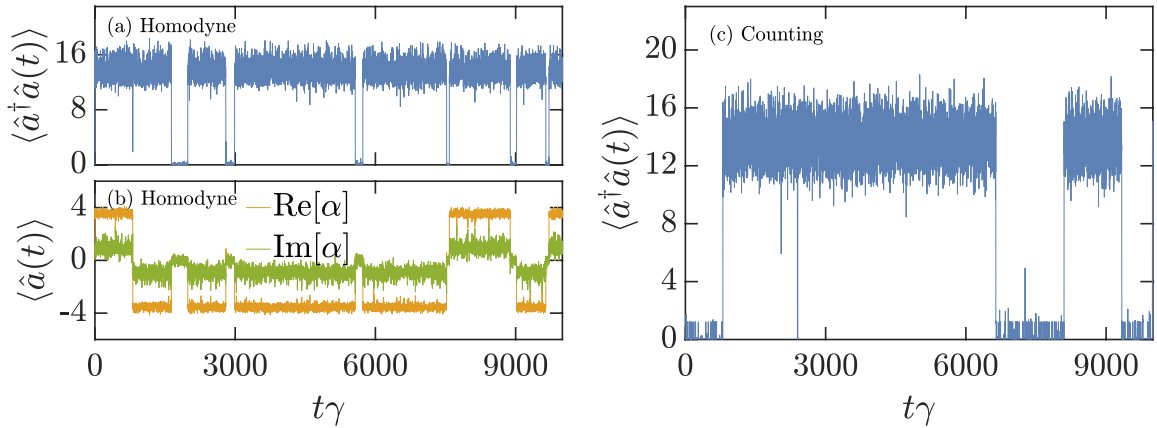 (a) Homodyne
⟨â†â(t)⟩
16
8
0
(b) Homodyne
Re[α]
Im[α]
⟨â(t)⟩
4
0
-4
0
3000
6000
9000
tγ
(c) Counting
⟨â†â(t)⟩
20
16
12
8
4
0
0
3000
6000
9000
tγ